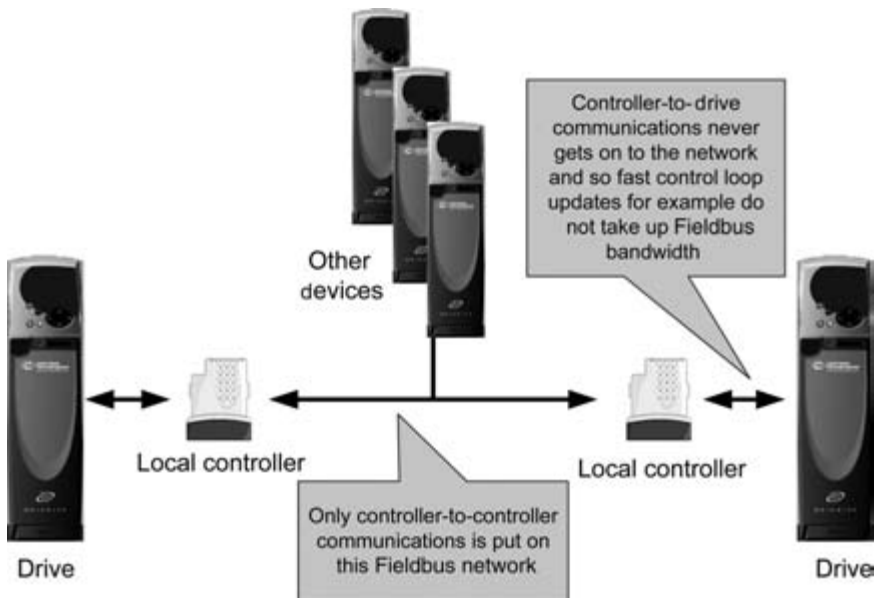 Controller-to-drive
communications never
gets on to the network
and so fast control loop
updates for example do
not take up Fieldbus
bandwidth
Other
devices
Local controller
Local controller
Only controller-to-controller
communications is put on
this Fieldbus network
Drive
Drive